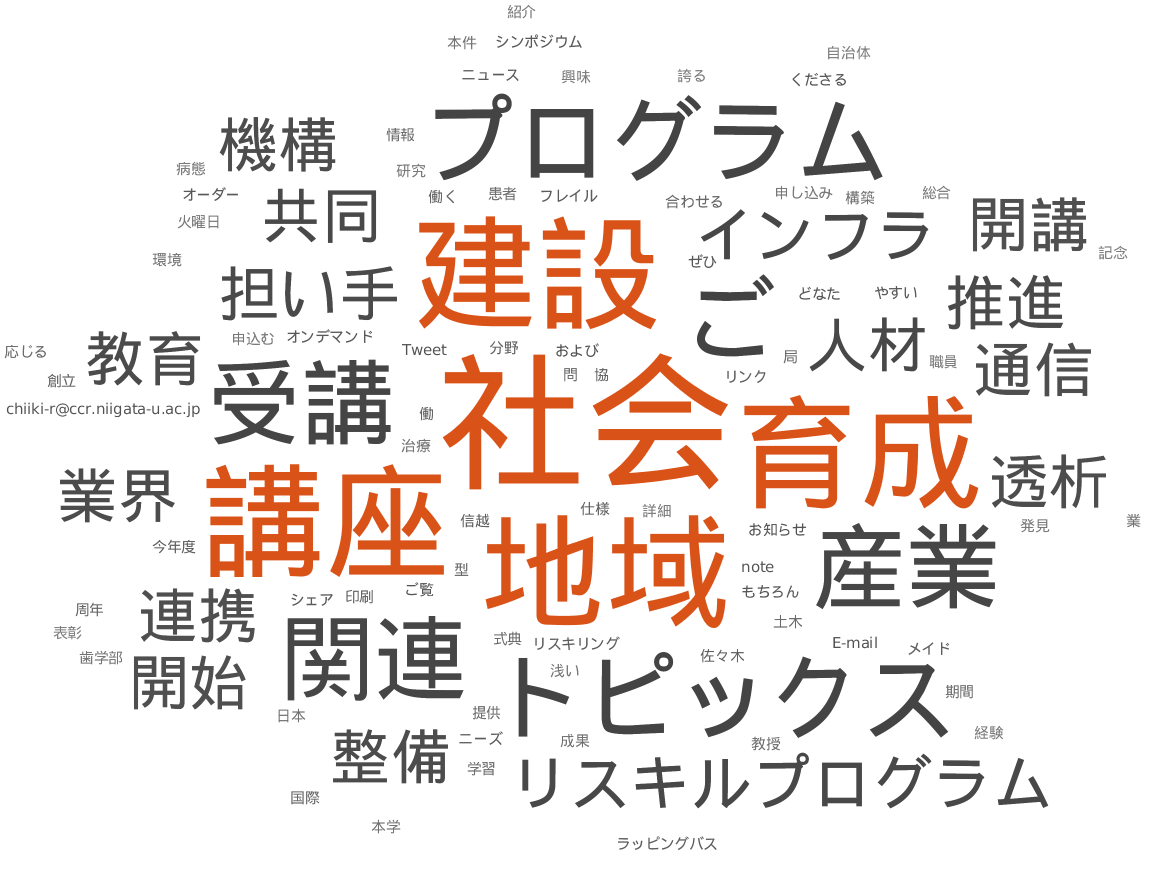 紹介
本件 シンポジウム
自治体
ニュース 興味 誇る くださる
プログラム
機構 情報
病態 研究
オーダー 働く 患者 フレイル 合わせる 申し込み 構築 総合
共同 火曜日
建設 インフラ 開講
環境 ぜひ 記念
担い手 ご どなた やすい 推進
申込む オンデマンド
応じる 教育 Tweet 分野 および 局 人材 職員 通信
創立 受講 問 協 リンク
chiiki-r@ccr.niigata-u.ac.jp 働 社会 育成
治療
業界 講座 透析
仕様 詳細
今年度 信越 地域 お知らせ 産業 発見 業
型 note
シェア 印刷 ご覧 もちろん
周年 連携 土木
表彰 関連 式典 リスキリング E-mail メイド
歯学部 開始 浅い 佐々木
トピックス 期間
日本 提供
整備 ニーズ 成果 教授 経験
学習 リスキルプログラム
国際
本学
ラッピングバス